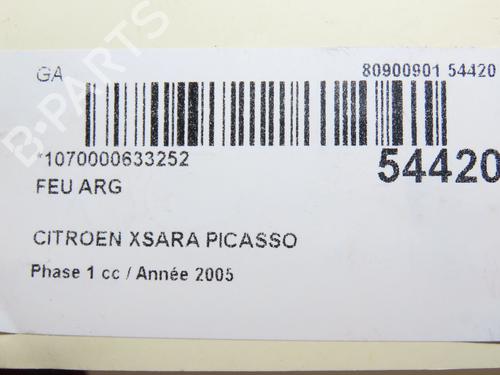 GA
80900901 54420
*1070000633252
54420
FEU ARG
CITROEN XSARA PICASSO
Phase 1 cc / Année 2005
B-PARTS